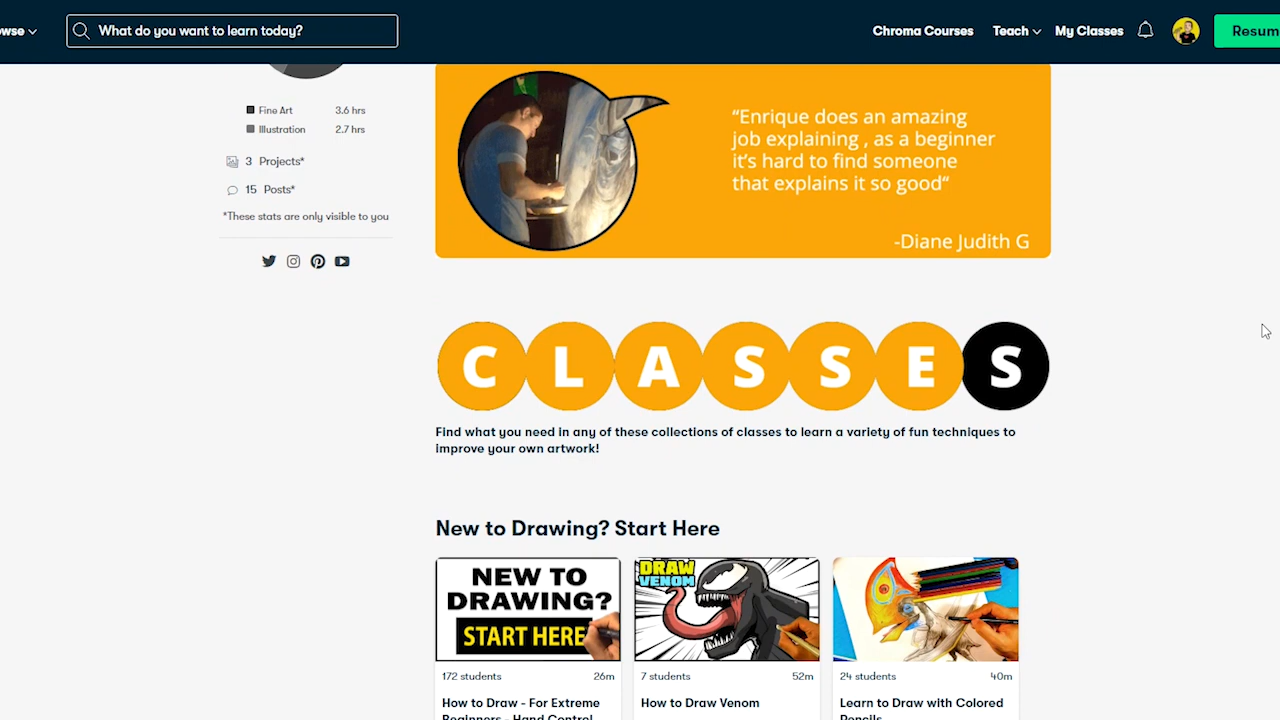 What do you want to learn today?
Chroma Courses
Teach
My Classes
Fine Art 3.6 hrs
Illustration 2.7 hrs
3 Projects*
15 Posts*
*These stats are only visible to you
“Enrique does an amazing
job explaining , as a beginner
it’s hard to find someone
that explains it so good“
-Diane Judith G
CLASSES
Find what you need in any of these collections of classes to learn a variety of fun techniques to
improve your own artwork!
New to Drawing? Start Here
NEW TO
DRAWING?
START HERE
DRAW
VENOM
172 students 26m
7 students 52m
24 students 40m
How to Draw - For Extreme
Beginners - Hand Control
How to Draw Venom
Learn to Draw with Colored
Pencils